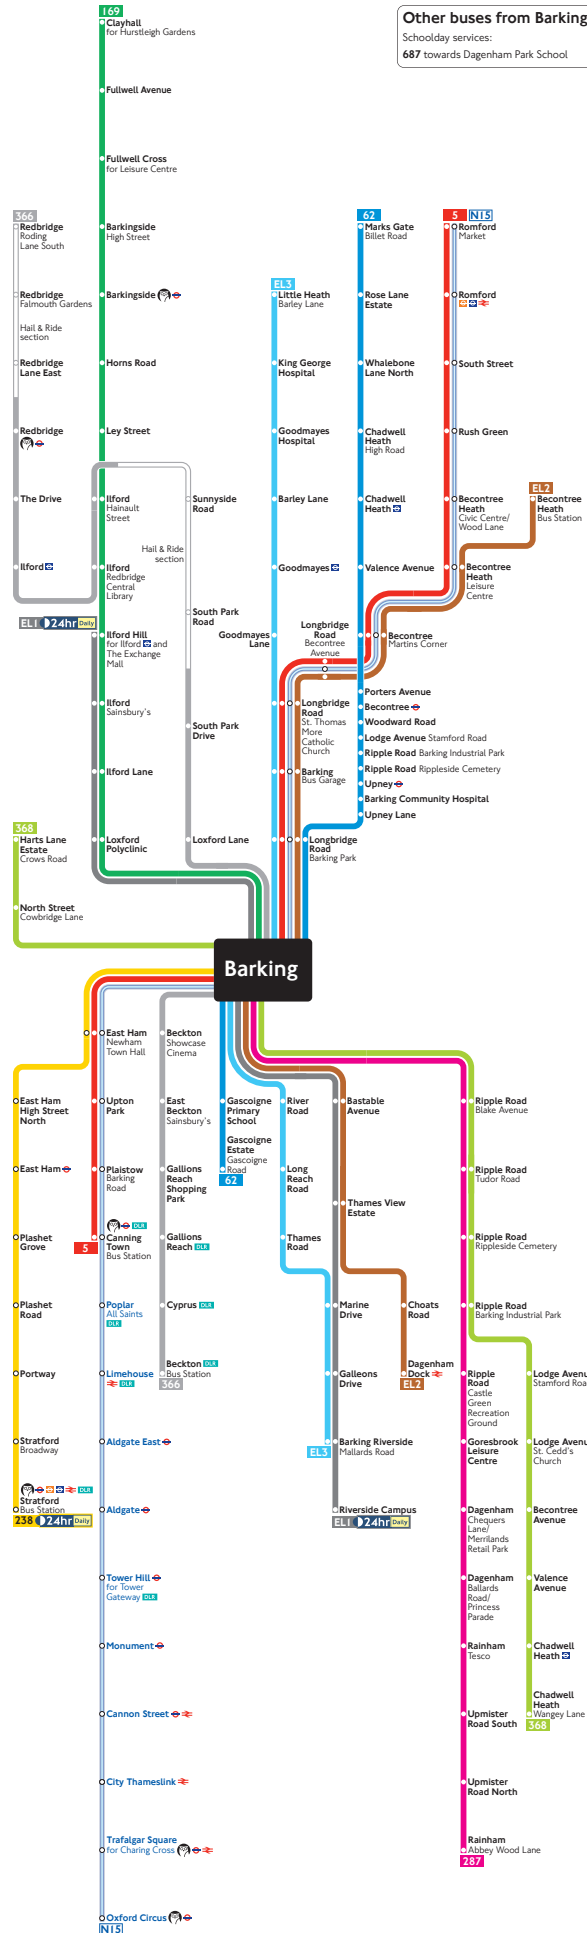 169
Clayhall
for Hurstleigh Gardens
Other buses from Barking
Schoolday services:
687 towards Dagenham Park School
Fullwell Avenue
Fullwell Cross
for Leisure Centre
366
Redbridge
Roding
Lane South
Barkingside
High Street
62
Marks Gate
Billet Road
5
N15
Romford
Market
Redbridge
Falmouth Gardens
Hail & Ride
section
Barkingside
EL3
Little Heath
Barley Lane
Rose Lane
Estate
Romford
Redbridge
Lane East
Horns Road
King George
Hospital
Whalebone
Lane North
South Street
Redbridge
Ley Street
Goodmayes
Hospital
Chadwell
Heath
High Road
Rush Green
The Drive
Ilford
Hainault
Street
Sunnyside
Road
Barley Lane
Chadwell
Heath
Becontree
Heath
Civic Centre/
Wood Lane
EL2
Becontree
Heath
Bus Station
Hail & Ride
section
Ilford
Ilford
Redbridge
Central
Library
Goodmayes
Valence Avenue
Becontree
Heath
Leisure
Centre
EL1 24hr Daily
Ilford Hill
for Ilford and
The Exchange
Mall
South Park
Road
Goodmayes
Lane
Longbridge
Road
Becontree
Avenue
Becontree
Martins Corner
Ilford
Sainsbury's
South Park
Drive
Longbridge
Road
St. Thomas
More
Catholic
Church
Porters Avenue
Becontree
Woodward Road
Lodge Avenue Stamford Road
Ripple Road Barking Industrial Park
Ripple Road Rippleside Cemetery
Upney
Barking Community Hospital
Upney Lane
Ilford Lane
Barking
Bus Garage
368
Harts Lane
Estate
Crows Road
Loxford
Polyclinic
Loxford Lane
Longbridge
Road
Barking Park
North Street
Cowbridge Lane
Barking
East Ham
Newham
Town Hall
Beckton
Showcase
Cinema
East Ham
High Street
North
Upton
Park
East
Beckton
Sainsbury's
Gascoigne
Primary
School
River
Road
Bastable
Avenue
Ripple Road
Blake Avenue
Gascoigne
Estate
Gascoigne
Road
62
East Ham
Plaistow
Barking
Road
Gallions
Reach
Shopping
Park
Long
Reach
Road
Thames View
Estate
Ripple Road
Tudor Road
Plashet
Grove
5
DLR
Canning
Town
Bus Station
Gallions
Reach DLR
Thames
Road
Ripple Road
Rippleside Cemetery
Plashet
Road
Poplar
All Saints
DLR
Cyprus DLR
Marine
Drive
Choats
Road
Ripple Road
Barking Industrial Park
Portway
Limehouse
DLR
Beckton DLR
Bus Station
366
Galleons
Drive
Dagenham
Dock
EL2
Ripple
Road
Castle
Green
Recreation
Ground
Lodge Avenu
Stamford Roa
Stratford
Broadway
Aldgate East
EL3
Barking Riverside
Mallards Road
Goresbrook
Leisure
Centre
Lodge Avenu
St. Cedd's
Church
DLR
Stratford
Bus Station
238 24hr Daily
Aldgate
Riverside Campus
EL1 24hr Daily
Dagenham
Chequers
Lane/
Merrilands
Retail Park
Becontree
Avenue
Tower Hill
for Tower
Gateway DLR
Dagenham
Ballards
Road/
Princess
Parade
Valence
Avenue
Monument
Rainham
Tesco
Chadwell
Heath
Cannon Street
Upmister
Road South
Chadwell
Heath
Wangey Lane
368
City Thameslink
Upmister
Road North
Trafalgar Square
for Charing Cross
Rainham
Abbey Wood Lane
287
Oxford Circus
N15